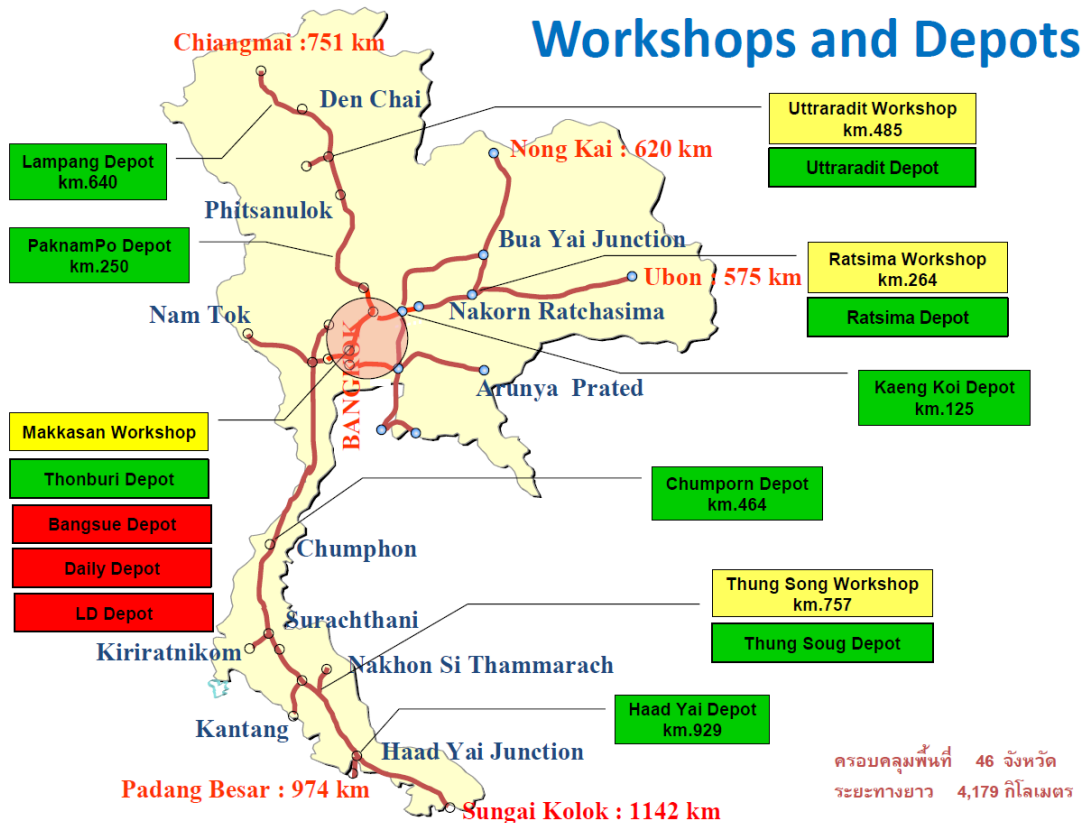 Workshops and Depots
Chiangmai :751 km
Den Chai
Uttraradit Workshop
km.485
Uttraradit Depot
Lampang Depot
km.640
Nong Kai : 620 km
Phitsanulok
PaknamPo Depot
km.250
Bua Yai Junction
Ratsima Workshop
km.264
Ratsima Depot
Ubon : 575 km
Nam Tok
Nakorn Ratchasima
BANGKOK
Arunya Prated
Kaeng Koi Depot
km.125
Makkasan Workshop
Thonburi Depot
Bangsue Depot
Daily Depot
LD Depot
Chumporn Depot
km.464
Chumphon
Thung Song Workshop
km.757
Thung Soug Depot
Surachthani
Kiriratnikom
Nakhon Si Thammarach
Kantang
Haad Yai Depot
km.929
Haad Yai Junction
Padang Besar : 974 km
Sungai Kolok : 1142 km
ครอบคลุมพื้นที่ 46 จังหวัด
ระยะทางยาว 4,179 กิโลเมตร